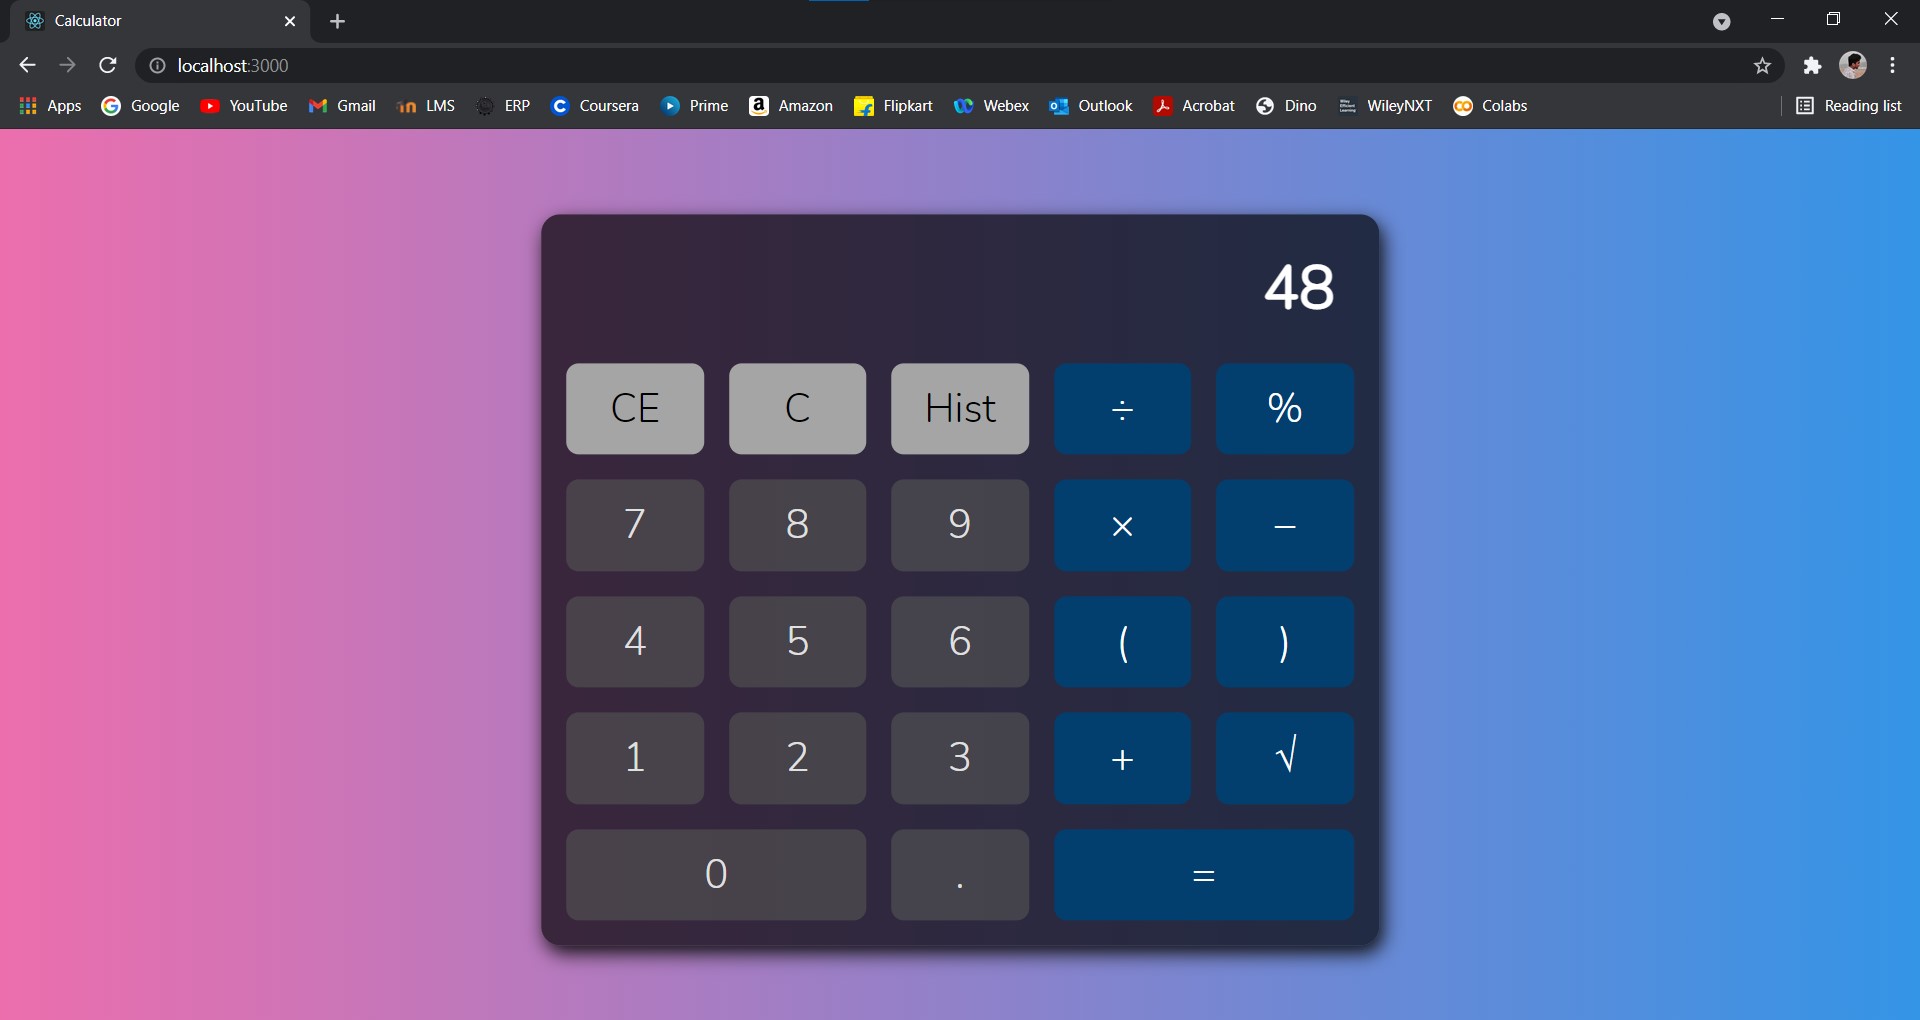 Calculator
localhost:3000
Apps Google YouTube Gmail LMS ERP Coursera Prime Amazon Flipkart Webex Outlook Acrobat Dino WileyNXT Colabs Reading list
48
CE C Hist ÷ %
7 8 9 × −
4 5 6 ( )
1 2 3 + √
0 . =